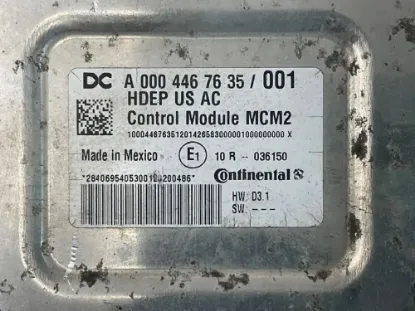 DC A 000 446 76 35 / 001
HDEP US AC
Control Module MCM2
10004467635120142658300000100000000 X
Made in Mexico E1 10 R -- 036150
Continental
HW: D3.1
SW: ---